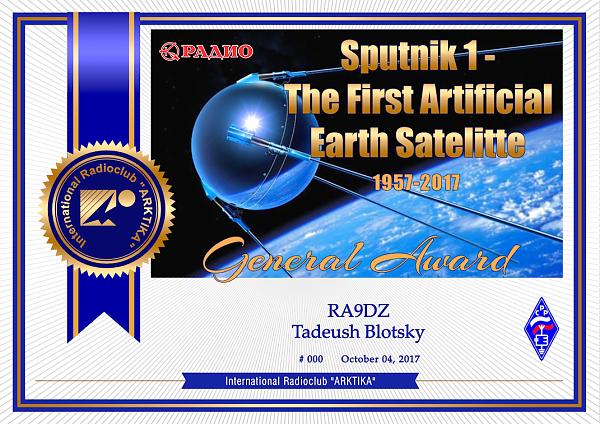 РАДИО
Sputnik 1 -
The First Artificial
Earth Satelitte
1957-2017
General Award
International Radioclub "ARKTIKA"
RA9DZ
Tadeush Blotsky
# 000 October 04, 2017
International Radioclub "ARKTIKA"
СРР